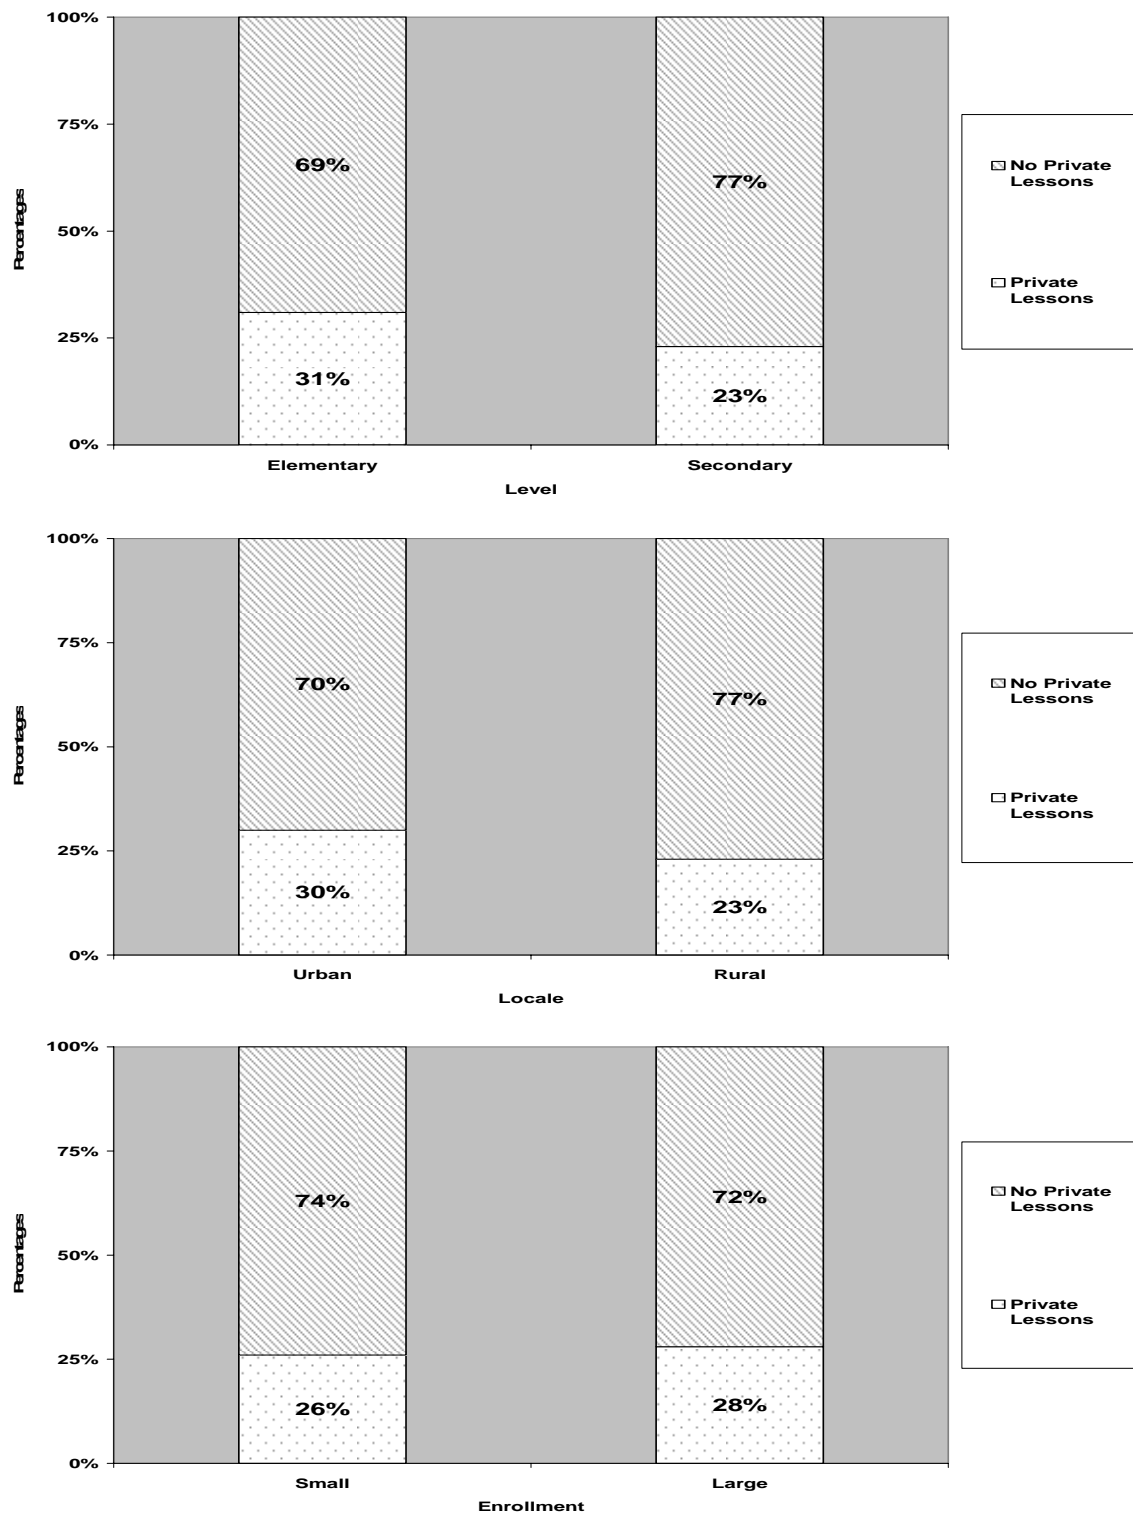 100%
75%
50%
25%
0%
Percentages
69%
77%
31%
23%
Elementary
Secondary
Level
No Private
Lessons
Private
Lessons
100%
75%
50%
25%
0%
Percentages
70%
77%
30%
23%
Urban
Rural
Locale
No Private
Lessons
Private
Lessons
100%
75%
50%
25%
0%
Percentages
74%
72%
26%
28%
Small
Large
Enrollment
No Private
Lessons
Private
Lessons